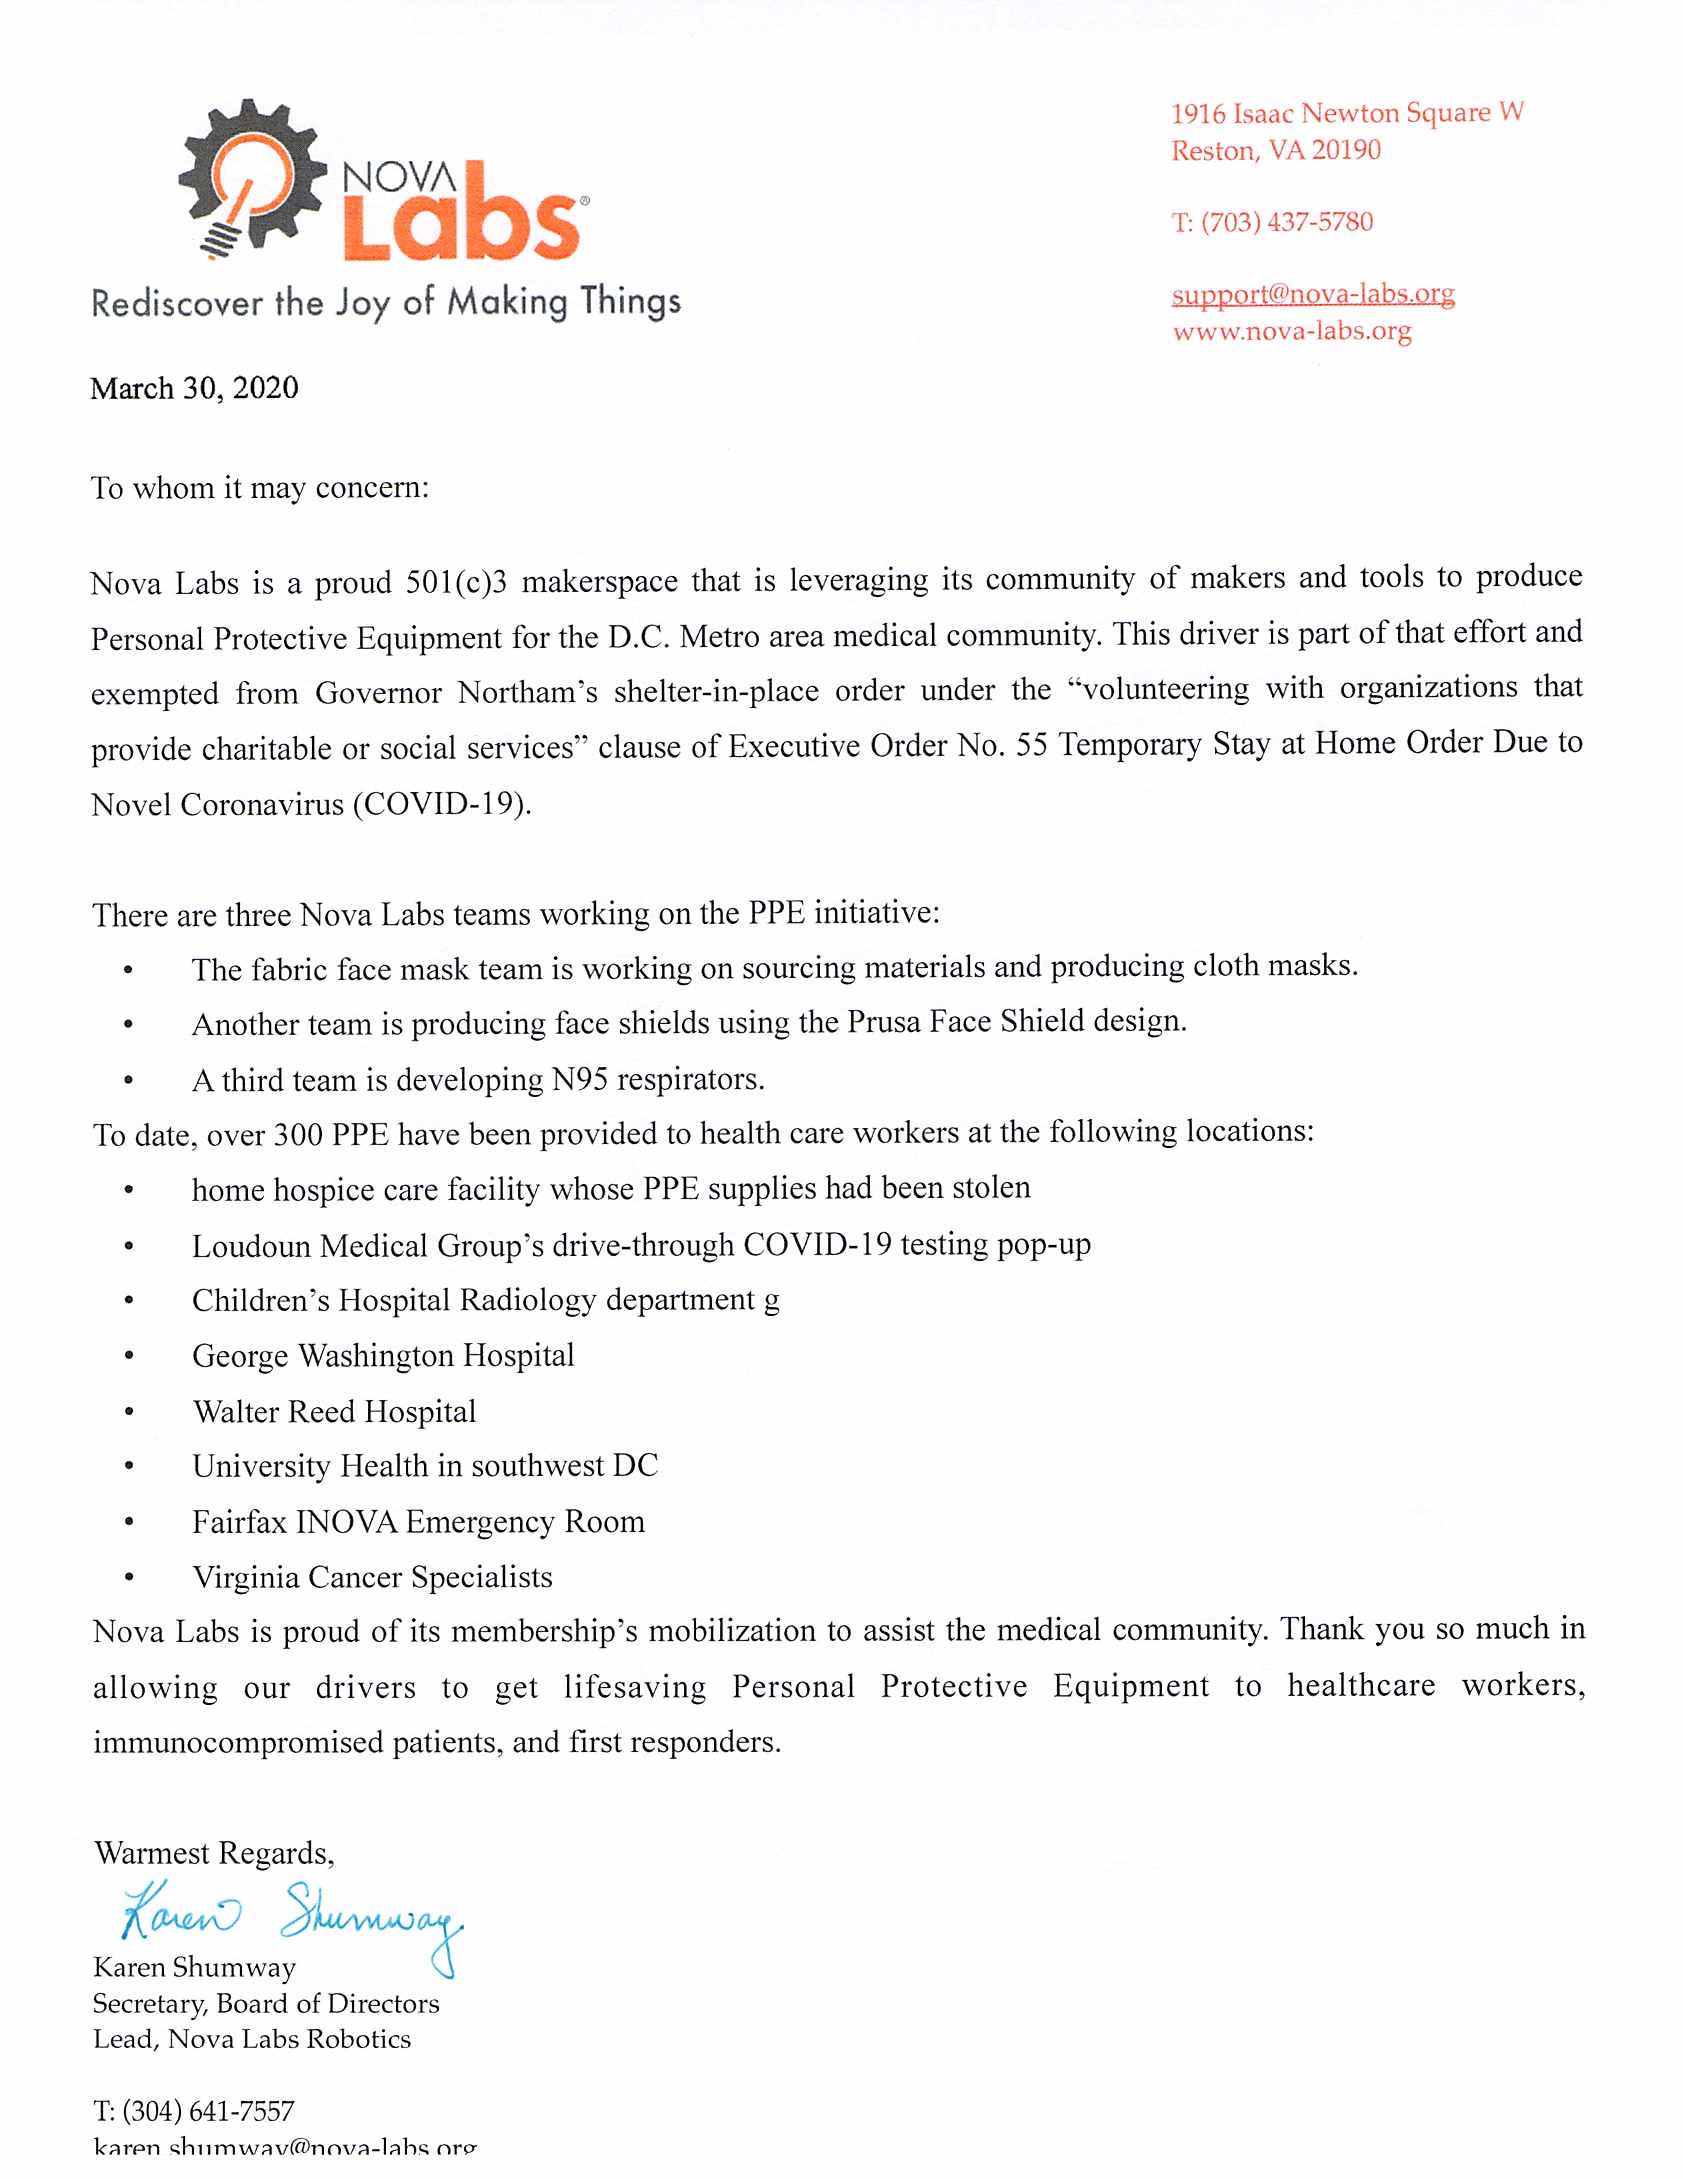 NOVA
Labs®
Rediscover the Joy of Making Things
1916 Isaac Newton Square W
Reston, VA 20190
T: (703) 437-5780
support@nova-labs.org
www.nova-labs.org
March 30, 2020
To whom it may concern:
Nova Labs is a proud 501(c)3 makerspace that is leveraging its community of makers and tools to produce
Personal Protective Equipment for the D.C. Metro area medical community. This driver is part of that effort and
exempted from Governor Northam’s shelter-in-place order under the “volunteering with organizations that
provide charitable or social services” clause of Executive Order No. 55 Temporary Stay at Home Order Due to
Novel Coronavirus (COVID-19).
There are three Nova Labs teams working on the PPE initiative:
• The fabric face mask team is working on sourcing materials and producing cloth masks.
• Another team is producing face shields using the Prusa Face Shield design.
• A third team is developing N95 respirators.
To date, over 300 PPE have been provided to health care workers at the following locations:
• home hospice care facility whose PPE supplies had been stolen
• Loudoun Medical Group’s drive-through COVID-19 testing pop-up
• Children’s Hospital Radiology department g
• George Washington Hospital
• Walter Reed Hospital
• University Health in southwest DC
• Fairfax INOVA Emergency Room
• Virginia Cancer Specialists
Nova Labs is proud of its membership’s mobilization to assist the medical community. Thank you so much in
allowing our drivers to get lifesaving Personal Protective Equipment to healthcare workers,
immunocompromised patients, and first responders.
Warmest Regards,
Karen Shumway
Karen Shumway
Secretary, Board of Directors
Lead, Nova Labs Robotics
T: (304) 641-7557
karen.shumway@nova-labs.org